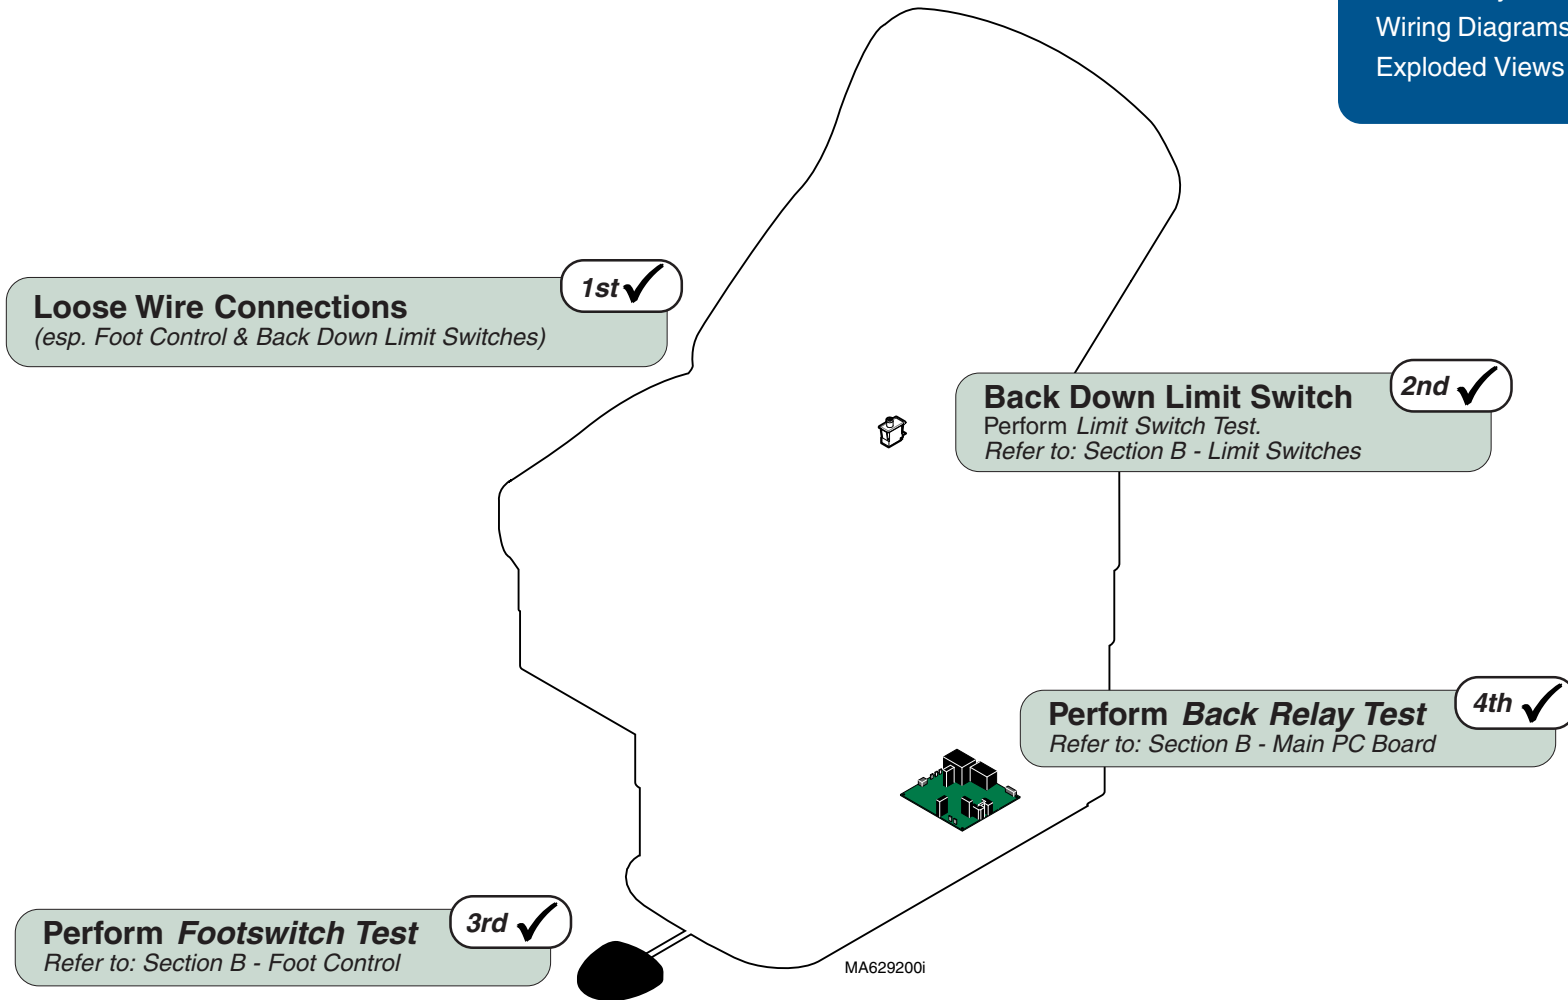 Wiring Diagrams
Exploded Views
1st
Loose Wire Connections
(esp. Foot Control & Back Down Limit Switches)
2nd
Back Down Limit Switch
Perform Limit Switch Test.
Refer to: Section B - Limit Switches
4th
Perform Back Relay Test
Refer to: Section B - Main PC Board
3rd
Perform Footswitch Test
Refer to: Section B - Foot Control
MA629200i